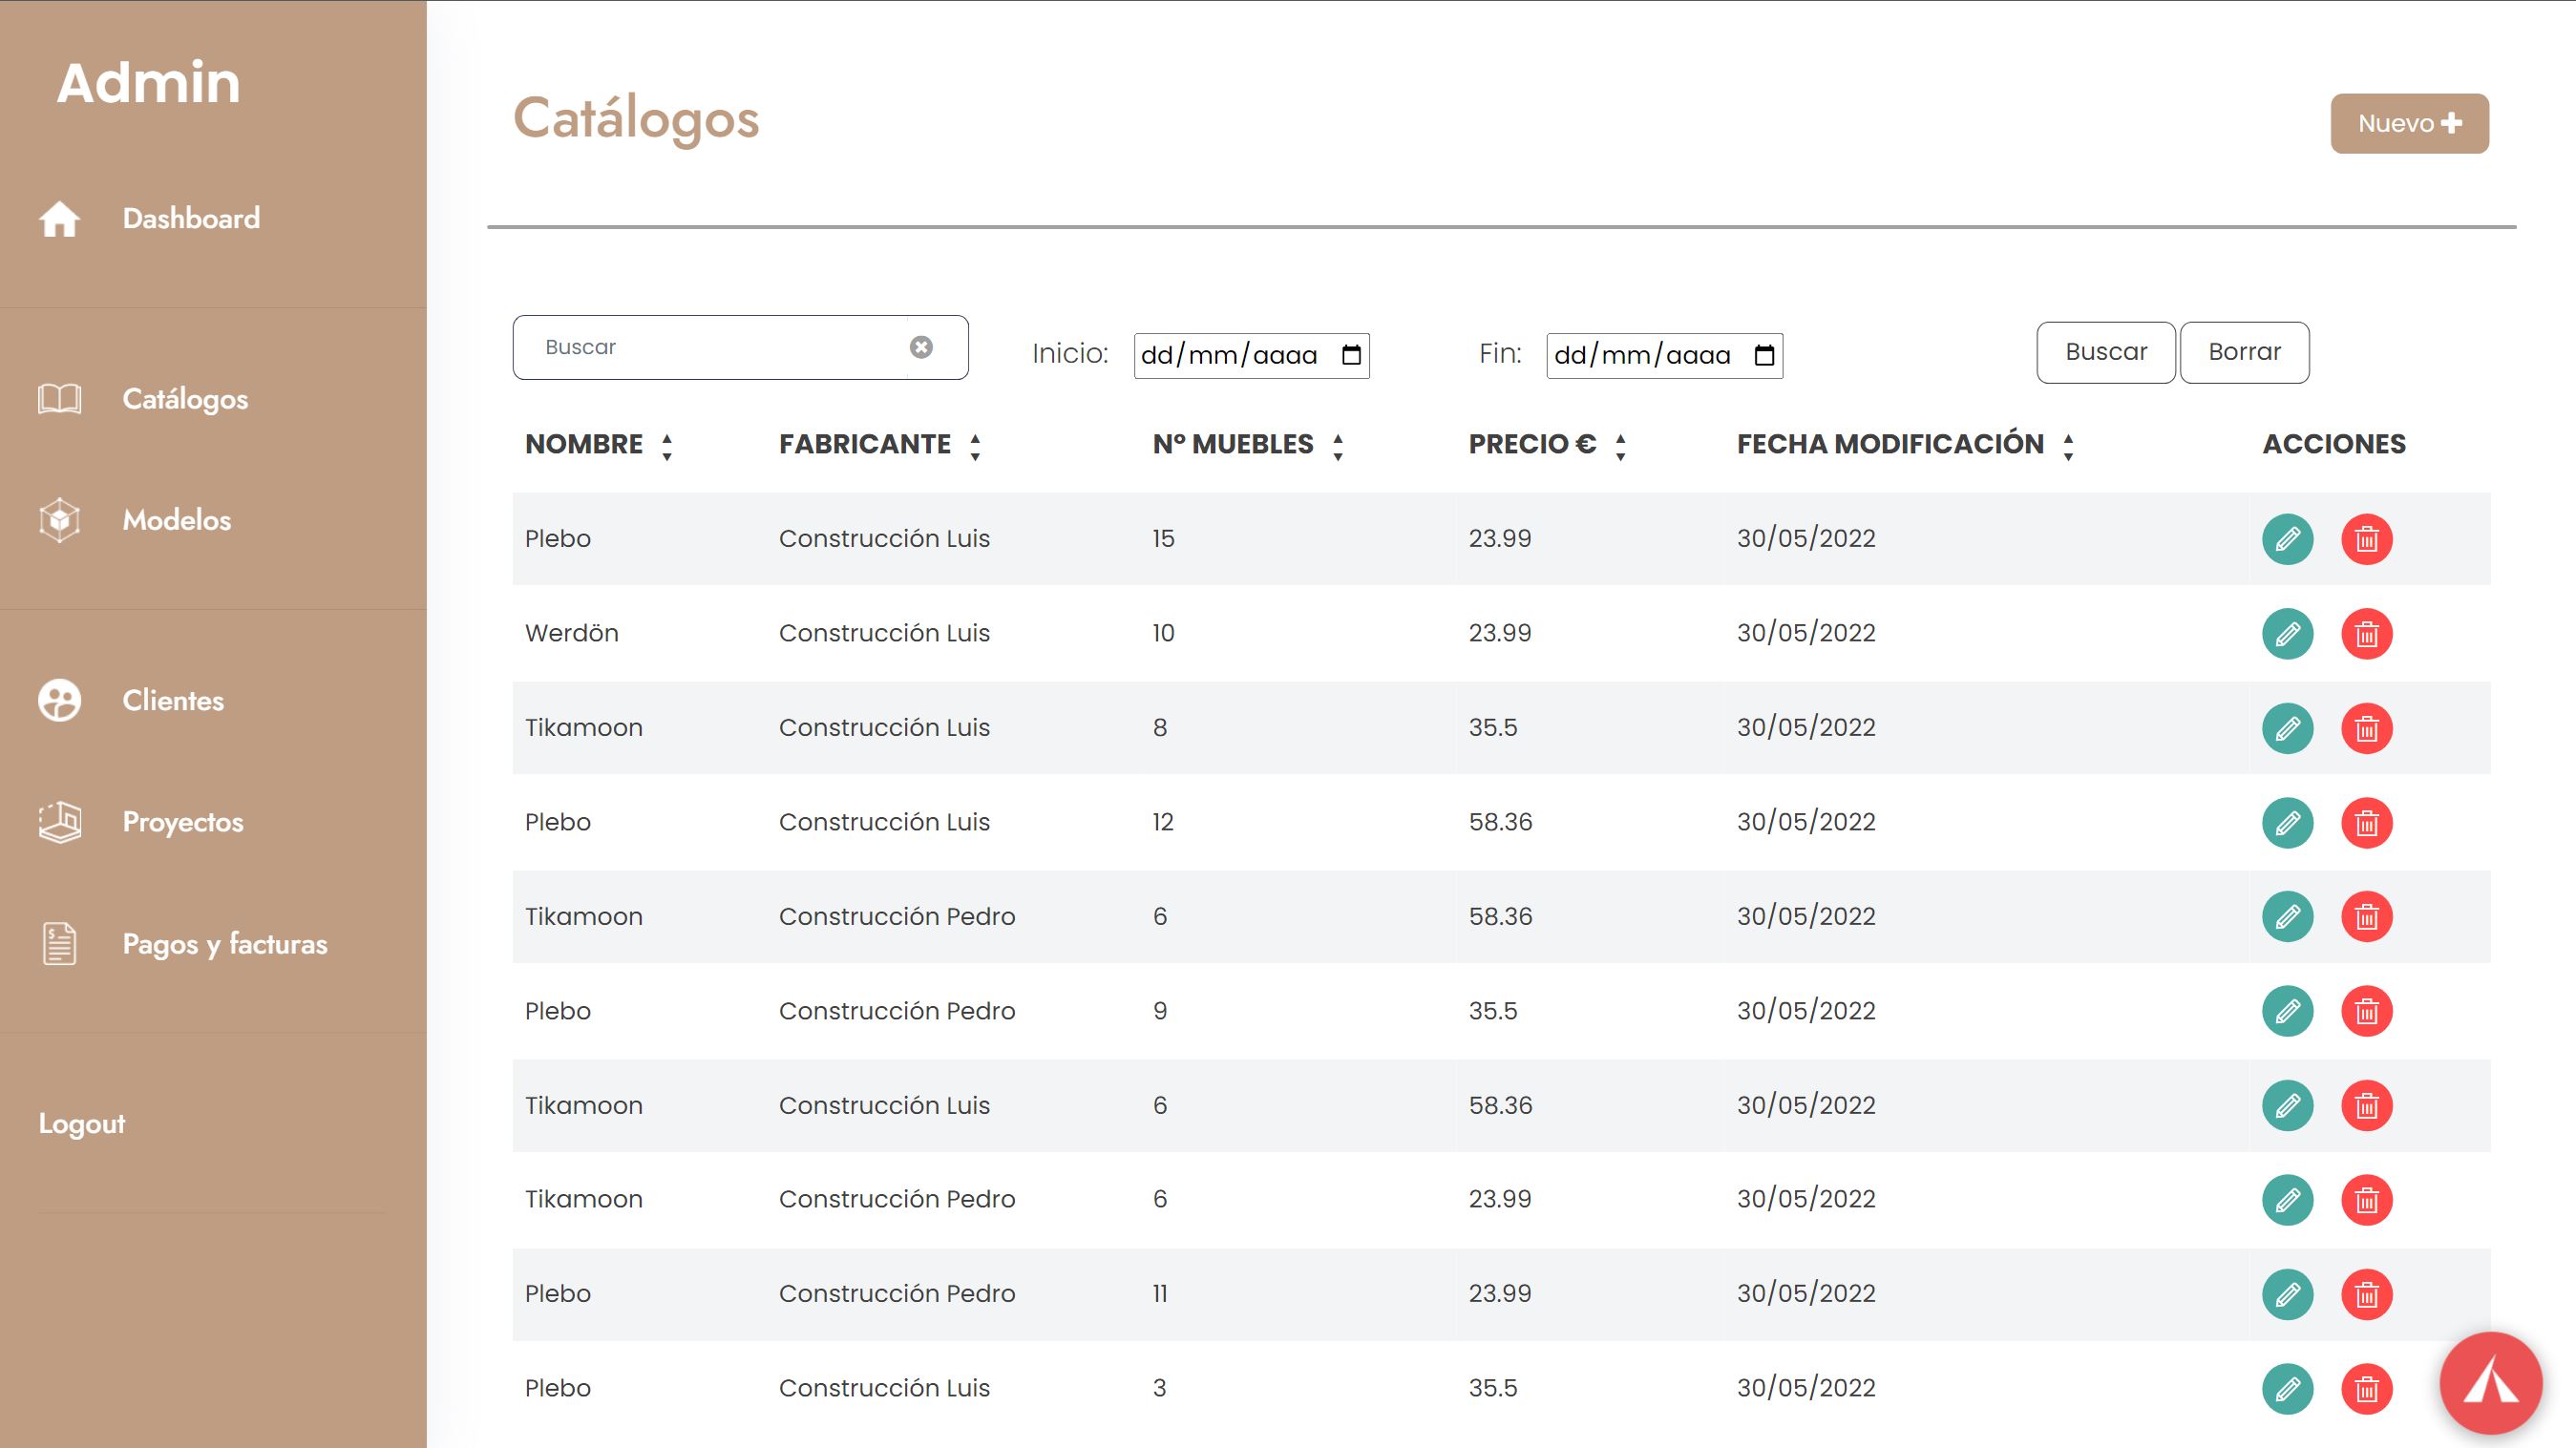 Admin
Dashboard
Catálogos
Modelos
Clientes
Proyectos
Pagos y facturas
Logout
Catálogos
Nuevo
Buscar
Inicio: dd/mm/aaaa
Fin: dd/mm/aaaa
Buscar
Borrar
NOMBRE FABRICANTE Nº MUEBLES PRECIO € FECHA MODIFICACIÓN ACCIONES
Plebo Construcción Luis 15 23.99 30/05/2022
Werdön Construcción Luis 10 23.99 30/05/2022
Tikamoon Construcción Luis 8 35.5 30/05/2022
Plebo Construcción Luis 12 58.36 30/05/2022
Tikamoon Construcción Pedro 6 58.36 30/05/2022
Plebo Construcción Pedro 9 35.5 30/05/2022
Tikamoon Construcción Luis 6 58.36 30/05/2022
Tikamoon Construcción Pedro 6 23.99 30/05/2022
Plebo Construcción Pedro 11 23.99 30/05/2022
Plebo Construcción Luis 3 35.5 30/05/2022